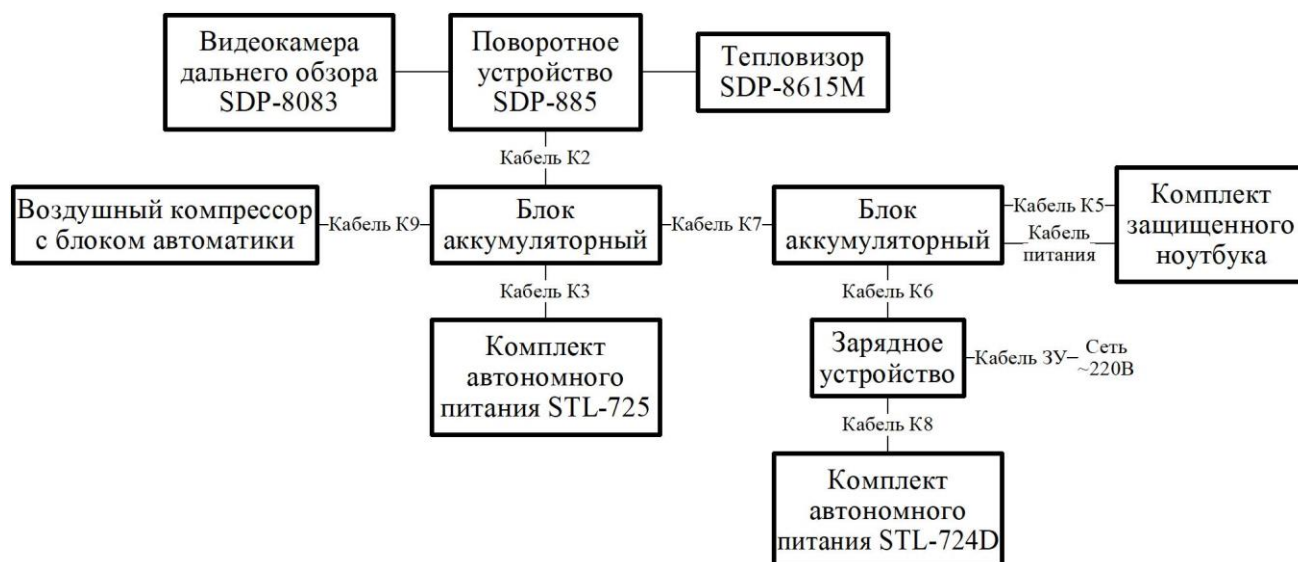 Видеокамера
дальнего обзора
SDP-8083
Поворотное
устройство
SDP-885
Тепловизор
SDP-8615М
Кабель К2
Воздушный компрессор
с блоком автоматики
Кабель К9
Блок
аккумуляторный
Кабель К7
Блок
аккумуляторный
Кабель К5
Кабель
питания
Комплект
защищенного
ноутбука
Кабель К3
Кабель К6
Комплект
автономного
питания STL-725
Зарядное
устройство
Кабель ЗУ
Сеть
~220В
Кабель К8
Комплект
автономного
питания STL-724D